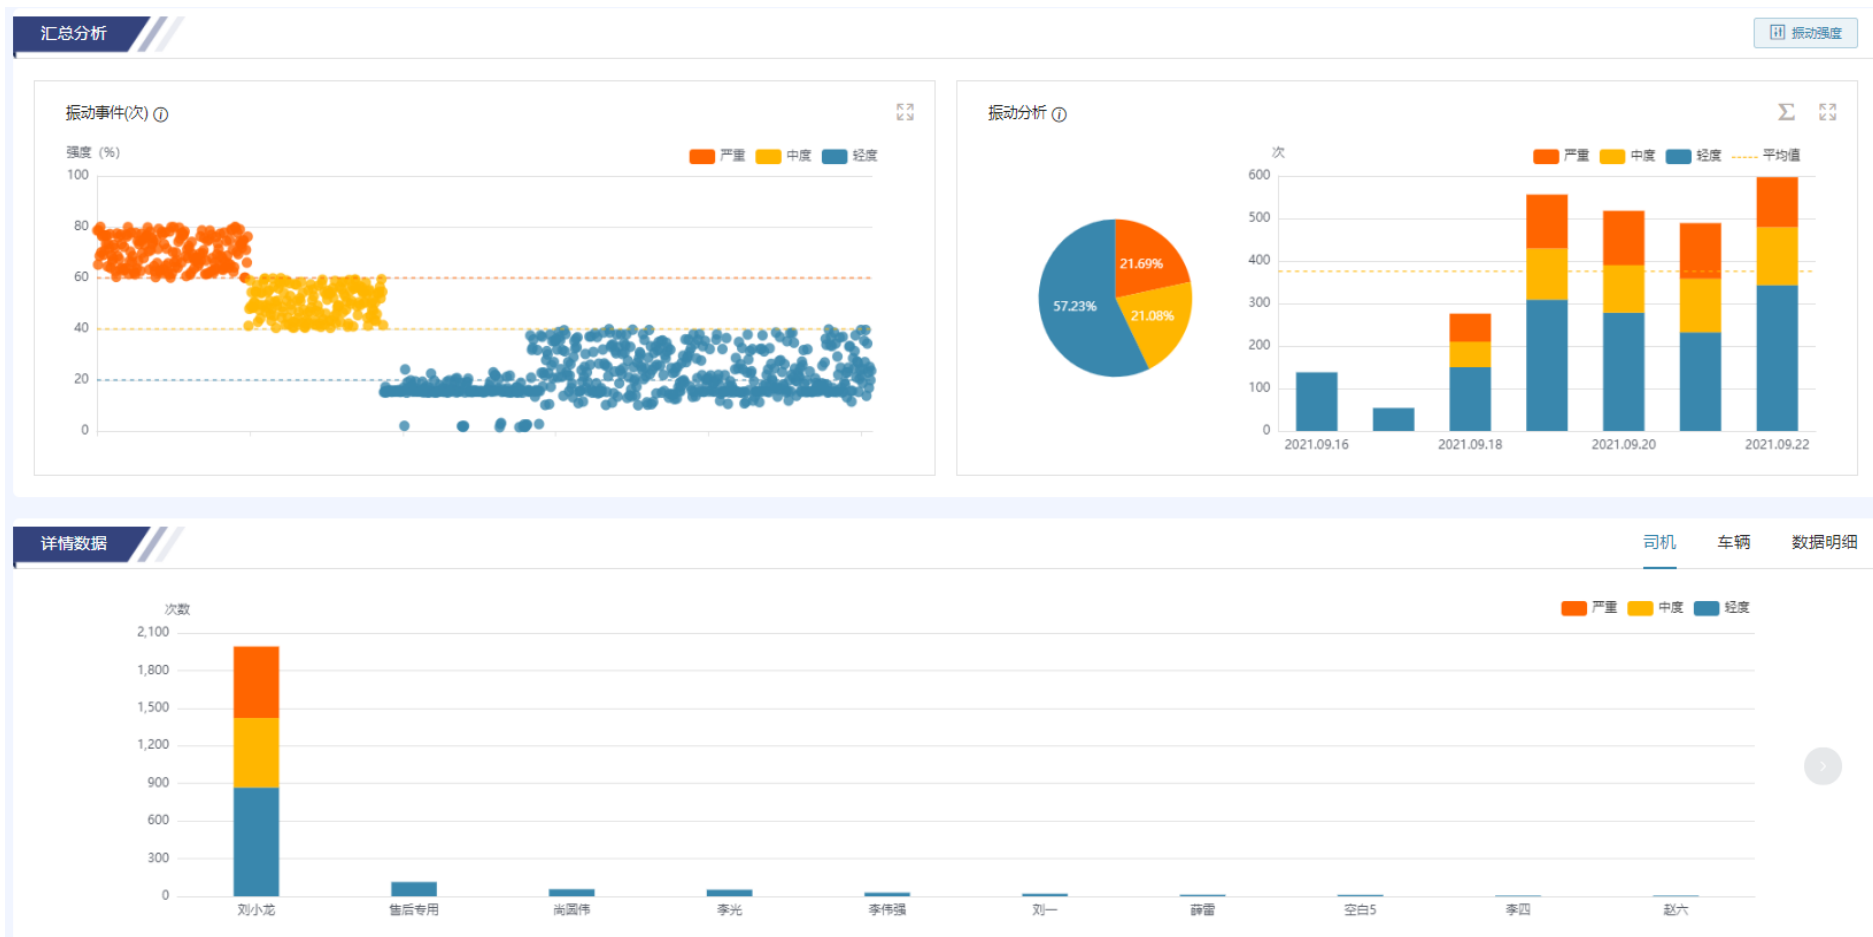 汇总分析
振动强度
振动事件(次)
强度（%）
严重 中度 轻度
100
80
60
40
20
0
振动分析
Σ
21.69%
57.23%
21.08%
次
严重 中度 轻度 平均值
600
500
400
300
200
100
0
2021.09.16 2021.09.18 2021.09.20 2021.09.22
详情数据
司机 车辆 数据明细
次数
严重 中度 轻度
2,100
1,800
1,500
1,200
900
600
300
0
刘小龙 售后专用 尚圆伟 李光 李伟强 刘一 薛雷 空白5 李四 赵六